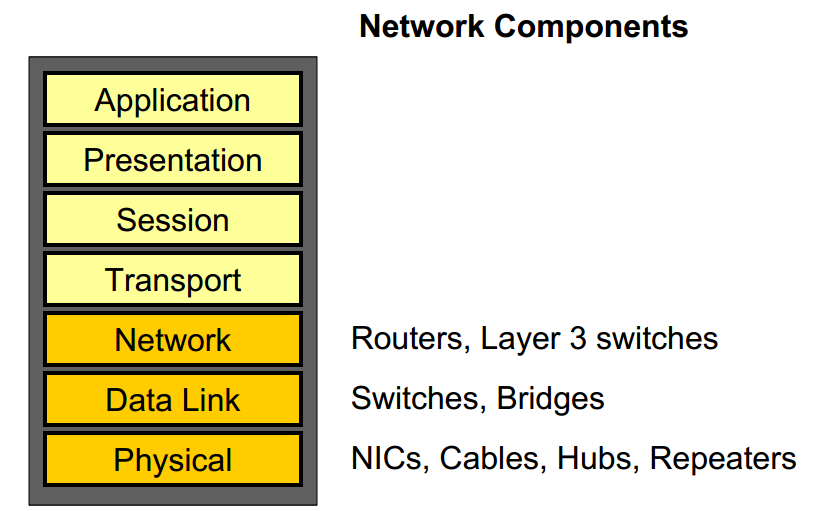 Network Components
Application
Presentation
Session
Transport
Network
Routers, Layer 3 switches
Data Link
Switches, Bridges
Physical
NICs, Cables, Hubs, Repeaters